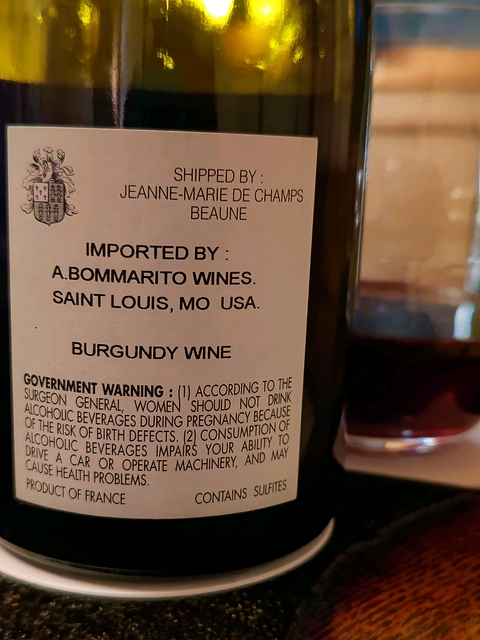 SHIPPED BY :
JEANNE-MARIE DE CHAMPS
BEAUNE
IMPORTED BY :
A.BOMMARITO WINES.
SAINT LOUIS, MO USA.
BURGUNDY WINE
GOVERNMENT WARNING : (1) ACCORDING TO THE
SURGEON GENERAL, WOMEN SHOULD NOT DRINK
ALCOHOLIC BEVERAGES DURING PREGNANCY BECAUSE
OF THE RISK OF BIRTH DEFECTS. (2) CONSUMPTION OF
ALCOHOLIC BEVERAGES IMPAIRS YOUR ABILITY TO
DRIVE A CAR OR OPERATE MACHINERY, AND MAY
CAUSE HEALTH PROBLEMS.
PRODUCT OF FRANCE CONTAINS SULFITES